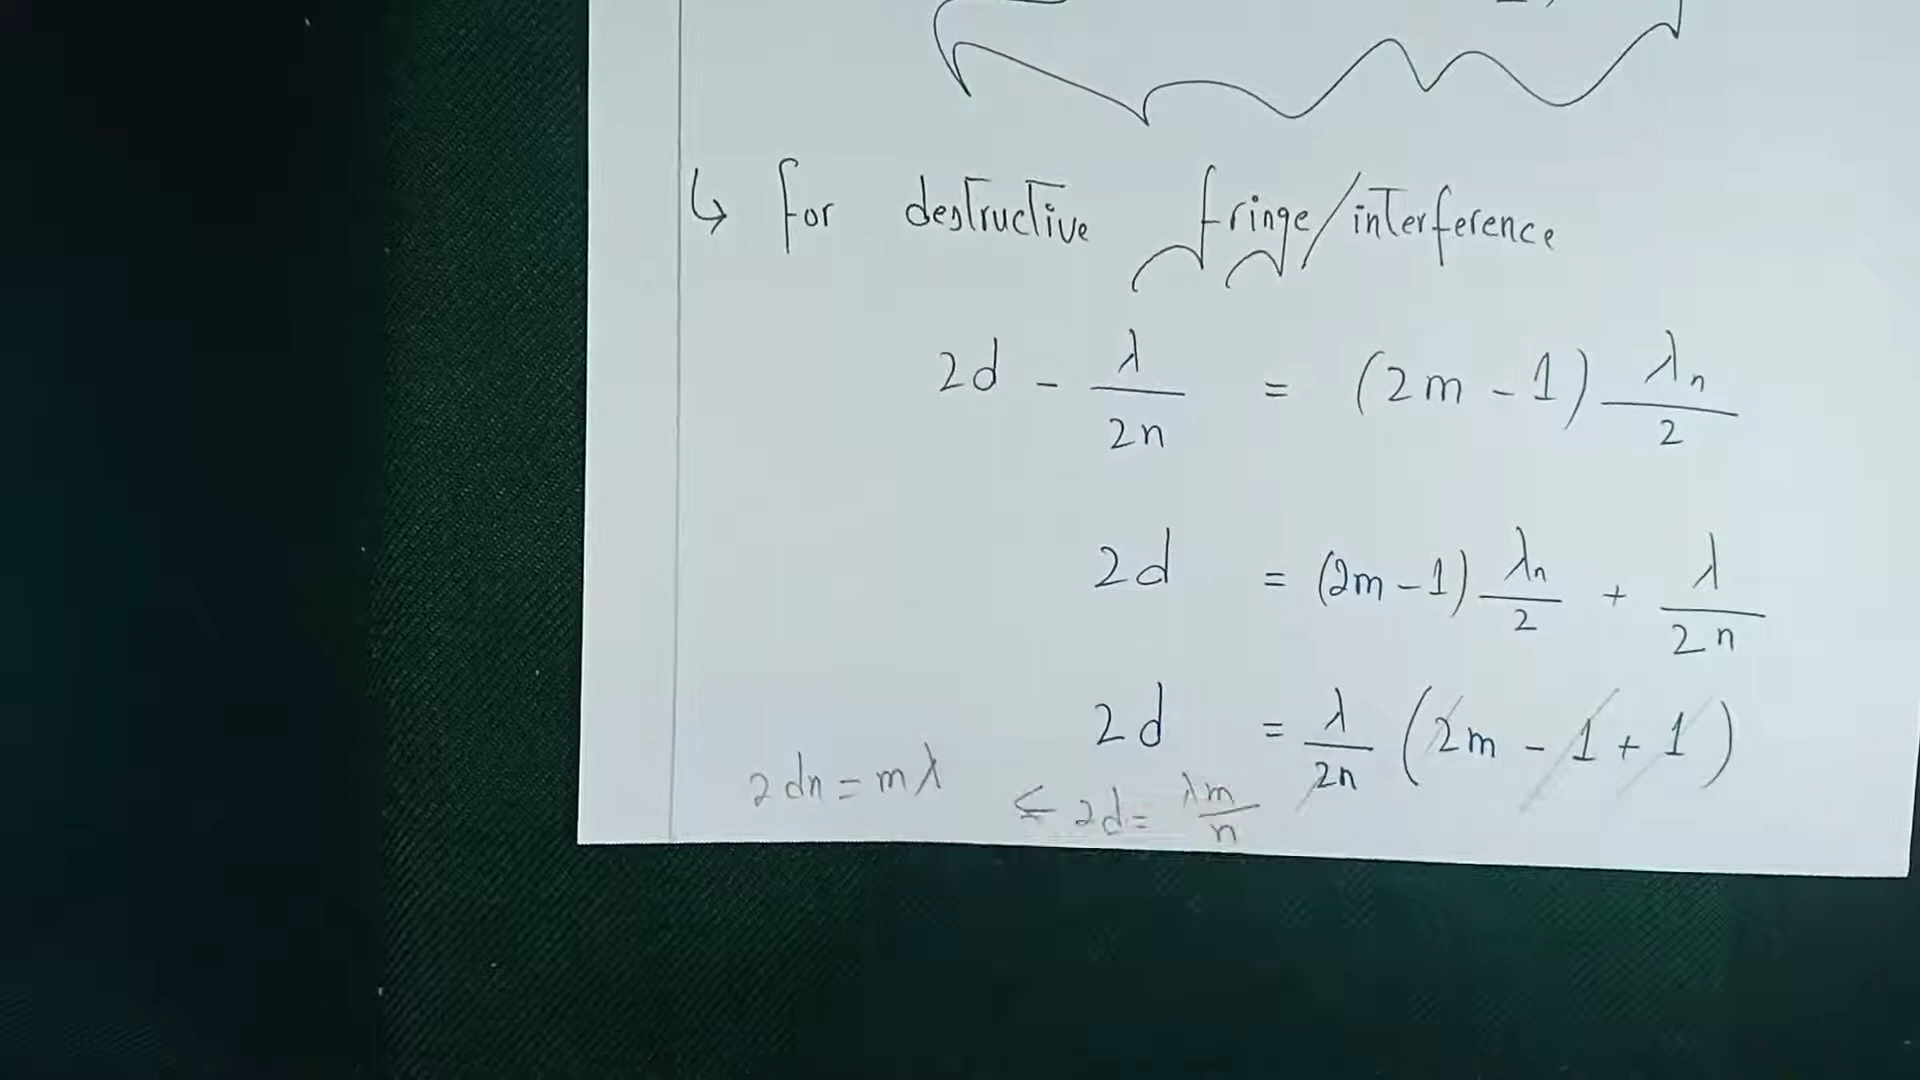 ↳ for destructive fringe/interference
2d - λ/2n = (2m - 1) λn/2
2d = (2m - 1) λn/2 + λ/2n
2d = λ/2n (2m - 1 + 1)
2dn = mλ ⇐ 2d = λm/n